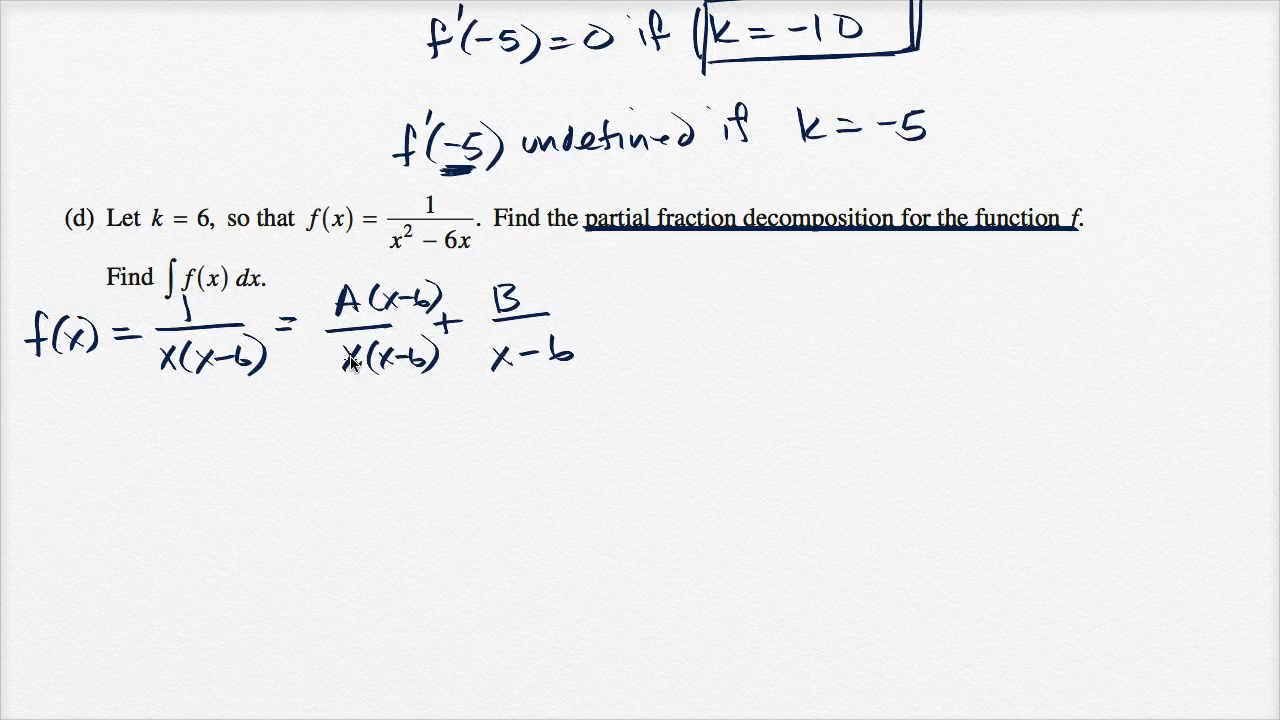 f'(-5) = 0 if k = -10
f'(-5) undefined if k = -5
(d) Let k = 6, so that f(x) = 1/(x² − 6x). Find the partial fraction decomposition for the function f.
Find ∫ f(x) dx.
f(x) = 1/(x(x-6)) = A(x-6)/(x(x-6)) + B/(x-6)